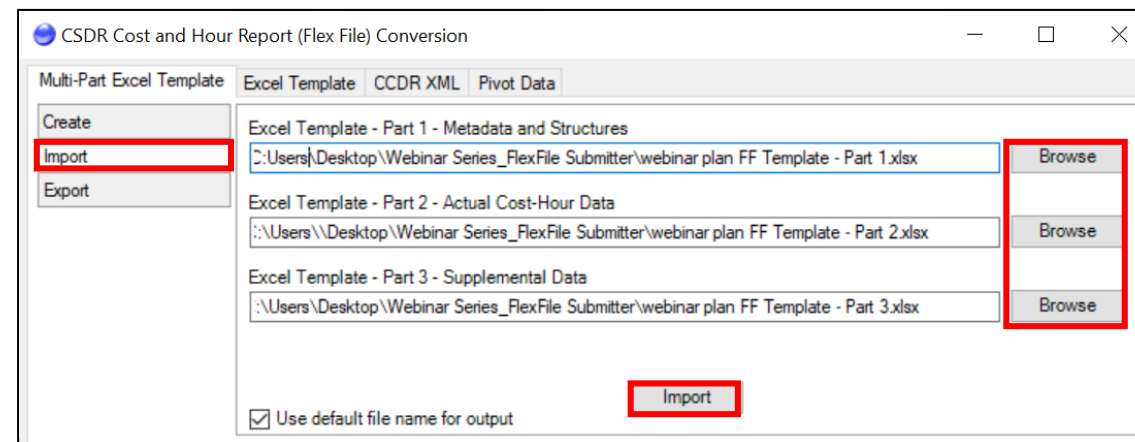 CSDR Cost and Hour Report (Flex File) Conversion
Multi-Part Excel Template Excel Template CCDR XML Pivot Data
Create
Import
Export
Excel Template - Part 1 - Metadata and Structures
C:Users\Desktop\Webinar Series_FlexFile Submitter\webinar plan FF Template - Part 1.xlsx
Browse
Excel Template - Part 2 - Actual Cost-Hour Data
:\Users\\Desktop\Webinar Series_FlexFile Submitter\webinar plan FF Template - Part 2.xlsx
Browse
Excel Template - Part 3 - Supplemental Data
:\Users\Desktop\Webinar Series_FlexFile Submitter\webinar plan FF Template - Part 3.xlsx
Browse
Import
Use default file name for output